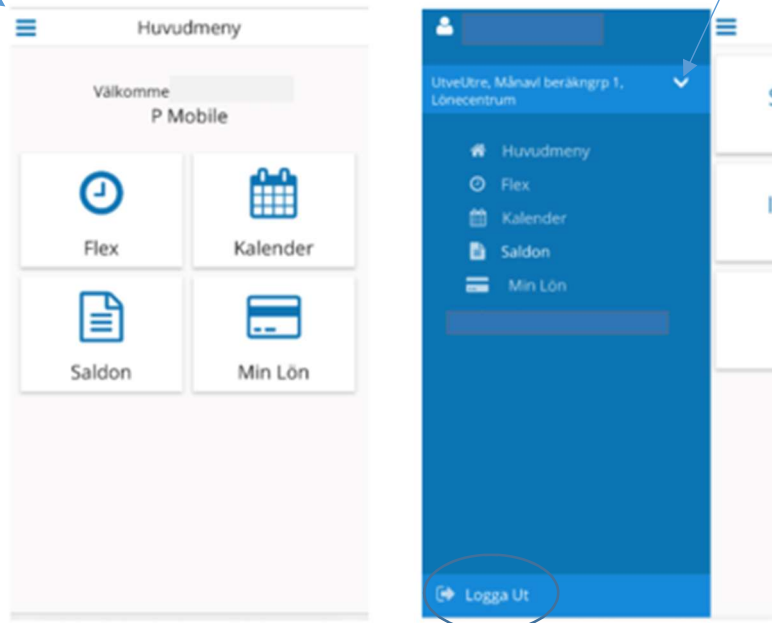 Huvudmeny
Välkomme
P Mobile
Flex
Kalender
Saldon
Min Lön
UtveUtre, Månavl beräkngrp 1,
Lönecentrum
Huvudmeny
Flex
Kalender
Saldon
Min Lön
Logga Ut